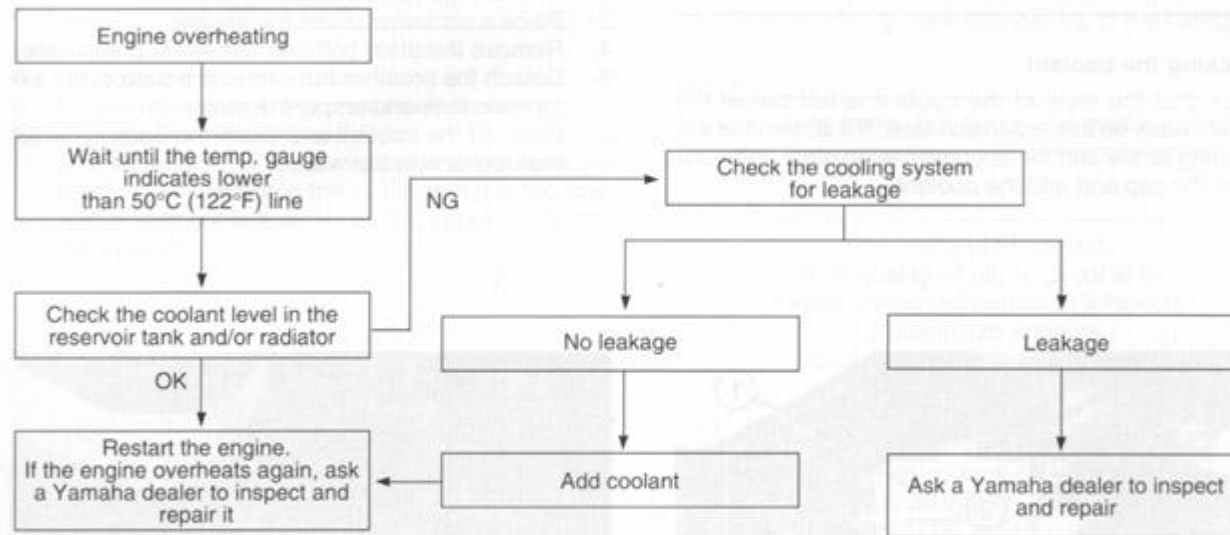 Engine overheating
Wait until the temp. gauge
indicates lower
than 50°C (122°F) line
NG
Check the cooling system
for leakage
Check the coolant level in the
reservoir tank and/or radiator
No leakage
Leakage
OK
Restart the engine.
If the engine overheats again, ask
a Yamaha dealer to inspect and
repair it
Add coolant
Ask a Yamaha dealer to inspect
and repair